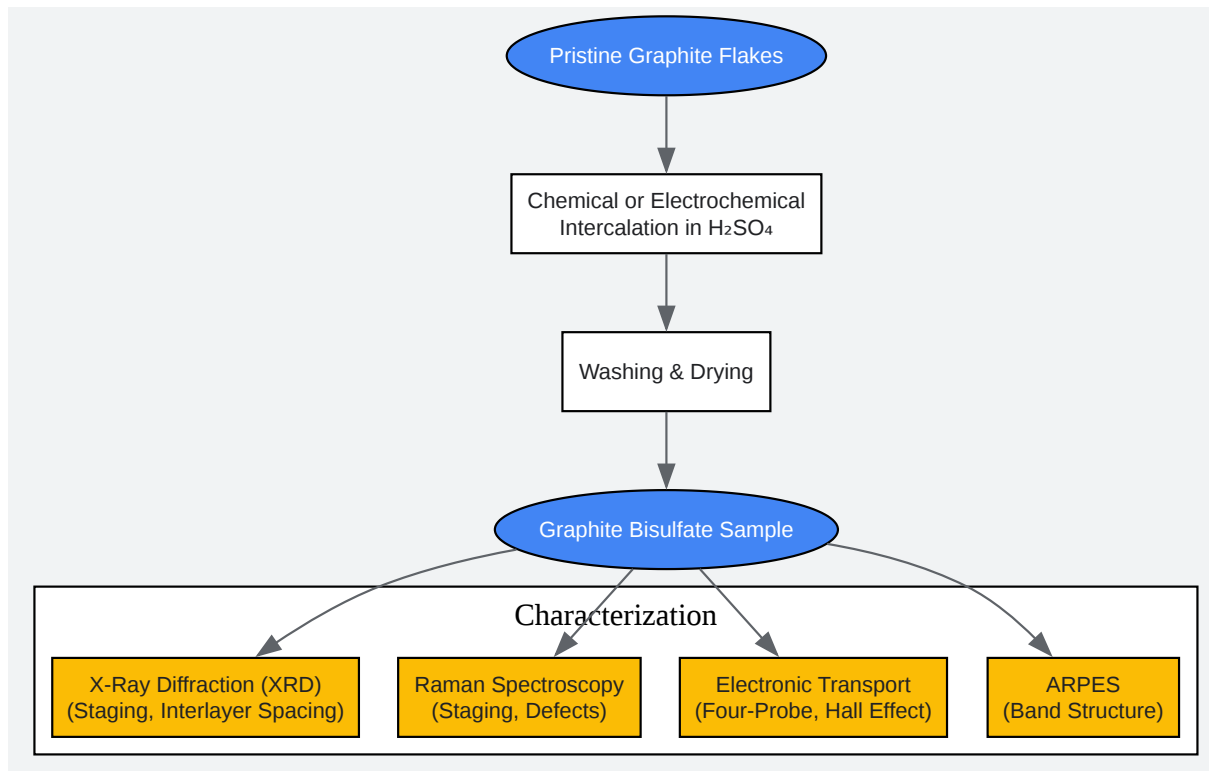 Pristine Graphite Flakes
Chemical or Electrochemical
Intercalation in H₂SO₄
Washing & Drying
Graphite Bisulfate Sample
Characterization
X-Ray Diffraction (XRD)
(Staging, Interlayer Spacing)
Raman Spectroscopy
(Staging, Defects)
Electronic Transport
(Four-Probe, Hall Effect)
ARPES
(Band Structure)